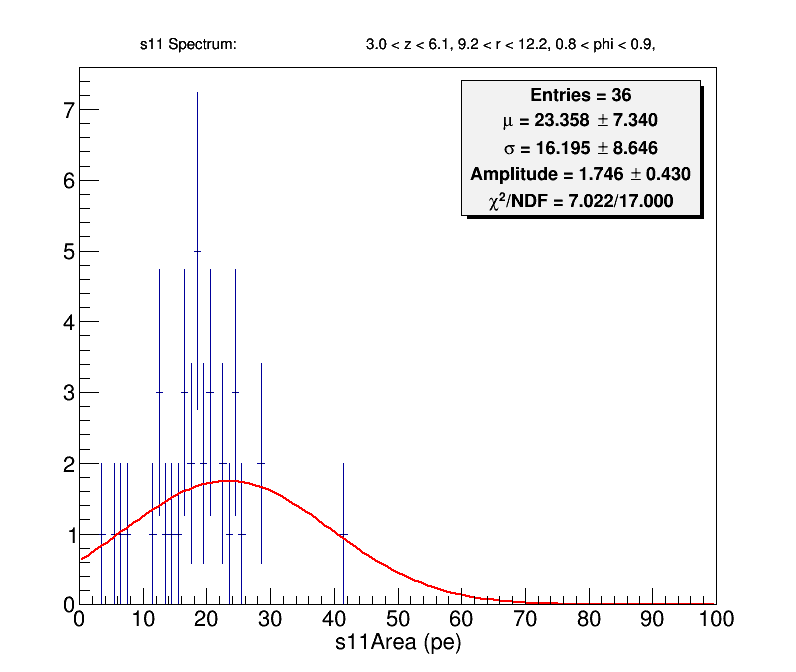 s11 Spectrum: 3.0 < z < 6.1, 9.2 < r < 12.2, 0.8 < phi < 0.9,
Entries = 36
μ = 23.358 ± 7.340
σ = 16.195 ± 8.646
Amplitude = 1.746 ± 0.430
χ²/NDF = 7.022/17.000
7
6
5
4
3
2
1
0
0 10 20 30 40 50 60 70 80 90 100
s11Area (pe)